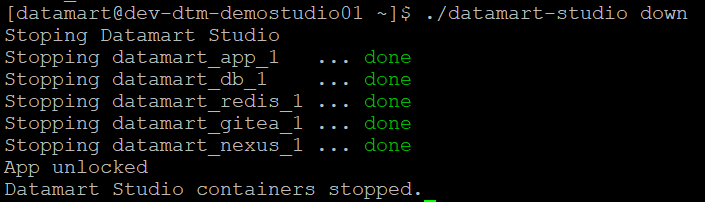 [datamart@dev-dtm-demostudio01 ~]$ ./datamart-studio down
Stoping Datamart Studio
Stopping datamart_app_1   ... done
Stopping datamart_db_1    ... done
Stopping datamart_redis_1 ... done
Stopping datamart_gitea_1 ... done
Stopping datamart_nexus_1 ... done
App unlocked
Datamart Studio containers stopped.